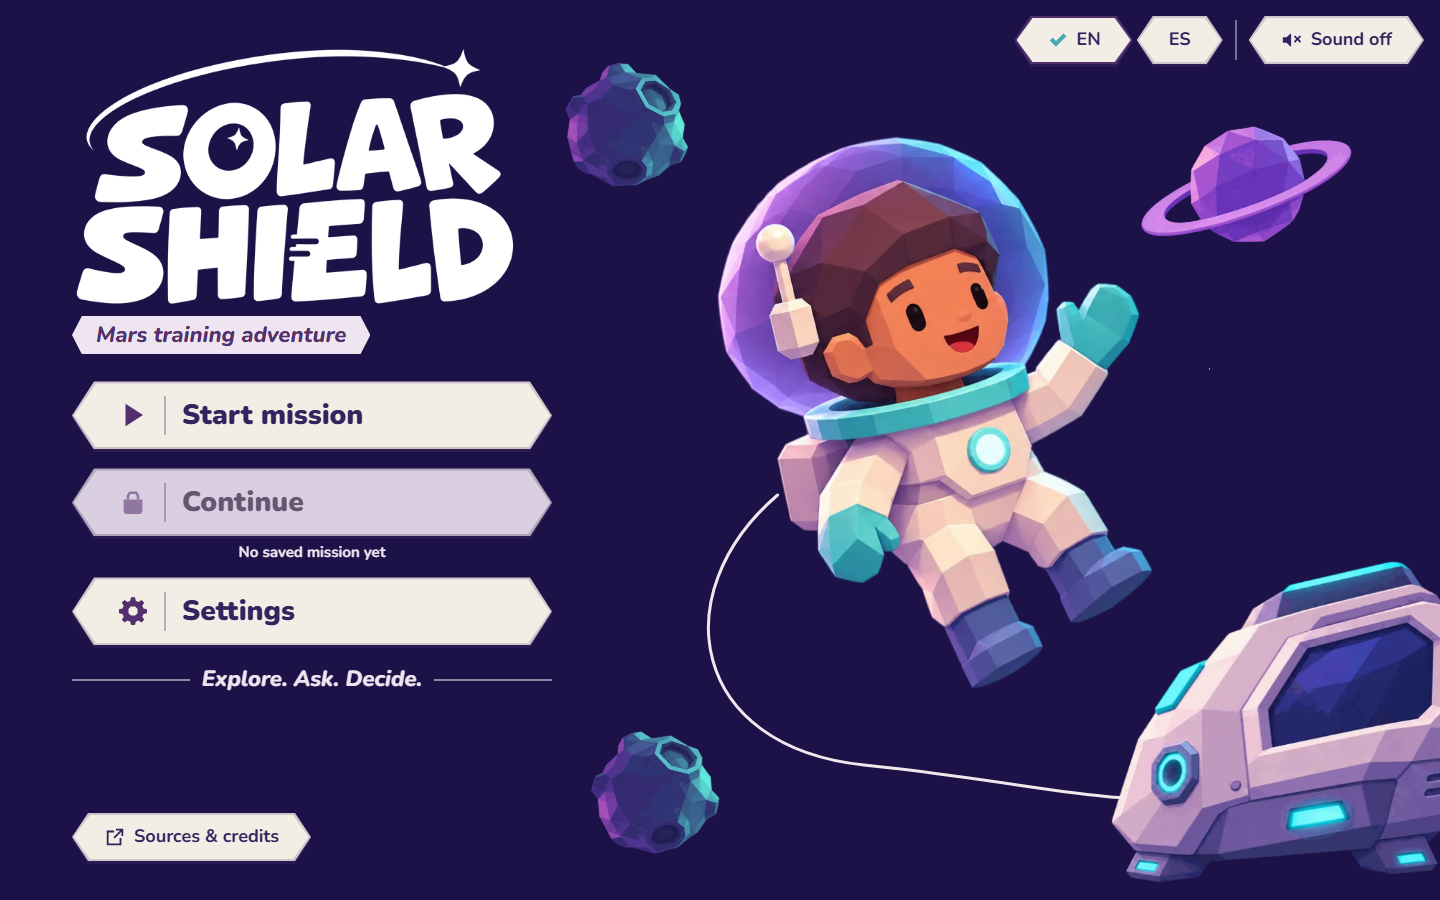 EN
ES
Sound off
SOLAR
SHIELD
Mars training adventure
Start mission
Continue
No saved mission yet
Settings
Explore. Ask. Decide.
Sources & credits